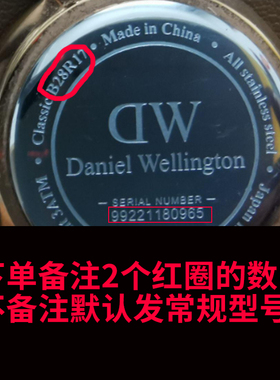 Classic B28R17 • Made in China • All stainless steel
3ATM
Japan
DW
Daniel Wellington
— SERIAL NUMBER —
99221180965
下单备注2个红圈的数
不备注默认发常规型号